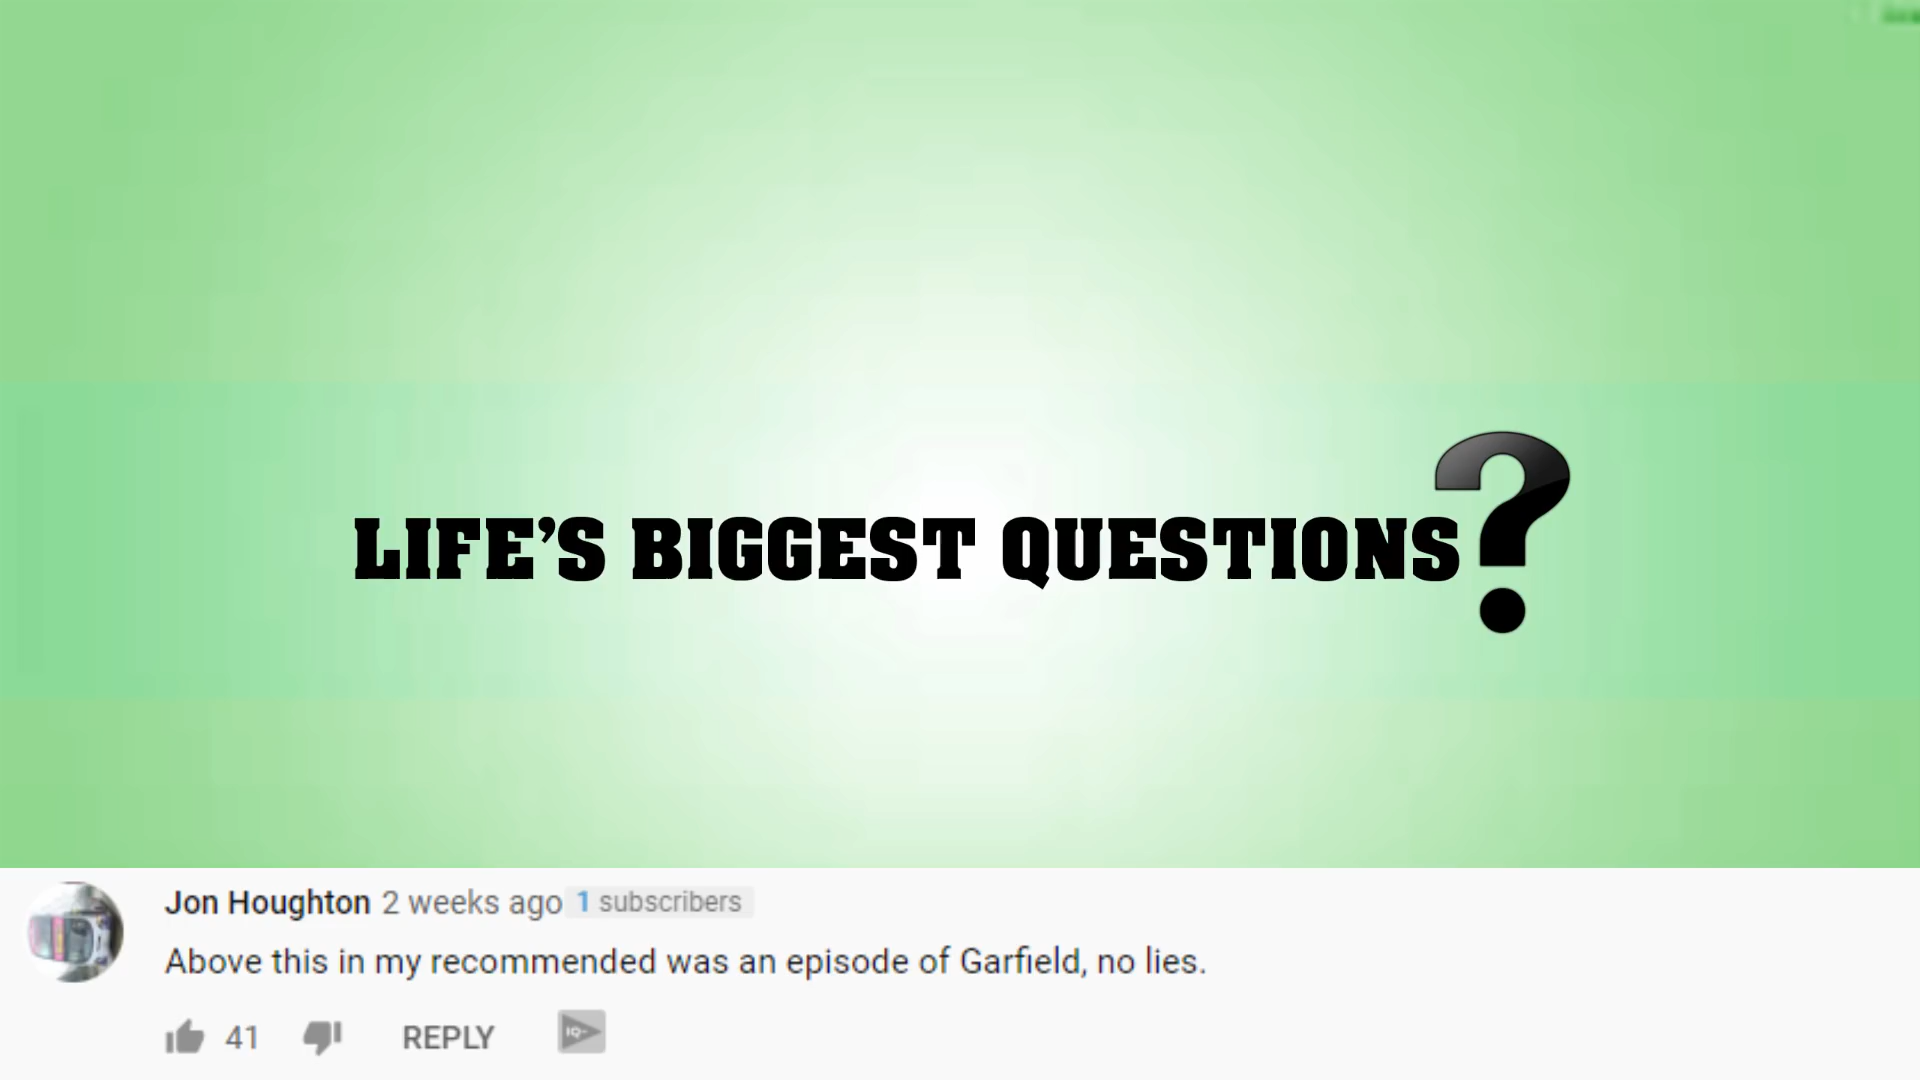 LIFE'S BIGGEST QUESTIONS?
Jon Houghton 2 weeks ago 1 subscribers
Above this in my recommended was an episode of Garfield, no lies.
41 REPLY IQ